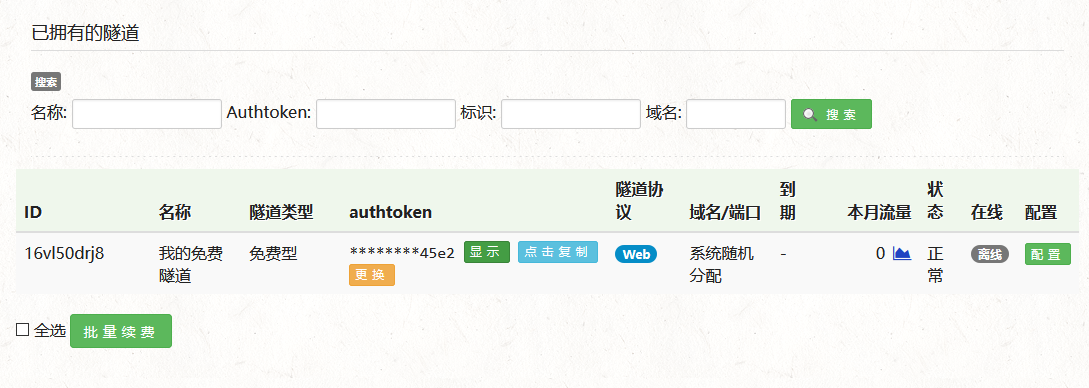 已拥有的隧道
搜索
名称: Authtoken: 标识: 域名: 搜索
ID 名称 隧道类型 authtoken 隧道协议 域名/端口 到期 本月流量 状态 在线 配置
16vl50drj8 我的免费隧道 免费型 ********45e2 显示 点击复制 更换 Web 系统随机分配 - 0 正常 离线 配置
全选 批量续费